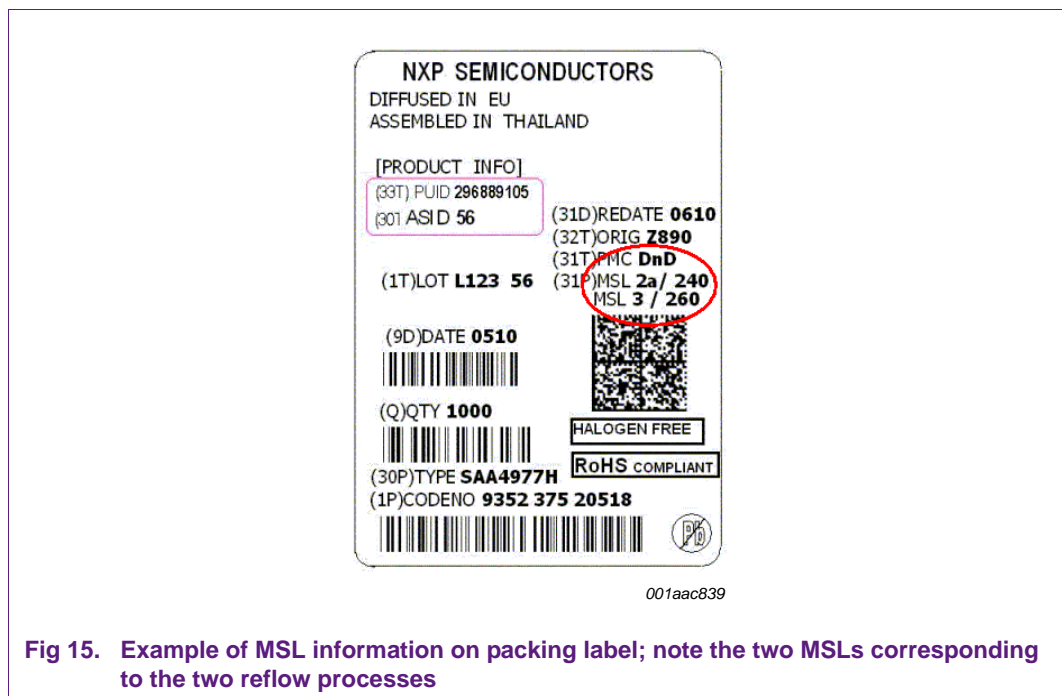 NXP SEMICONDUCTORS
DIFFUSED IN EU
ASSEMBLED IN THAILAND
[PRODUCT INFO]
(33T) PUID 296889105
(30T ASID 56
(31D)REDATE 0610
(32T)ORIG Z890
(31T)PMC DnD
(1T)LOT L123 56
(31P)MSL 2a/ 240
MSL 3 / 260
(9D)DATE 0510
(Q)QTY 1000
HALOGEN FREE
RoHS COMPLIANT
(30P)TYPE SAA4977H
(1P)CODENO 9352 375 20518
Pb
001aac839
Fig 15. Example of MSL information on packing label; note the two MSLs corresponding
to the two reflow processes